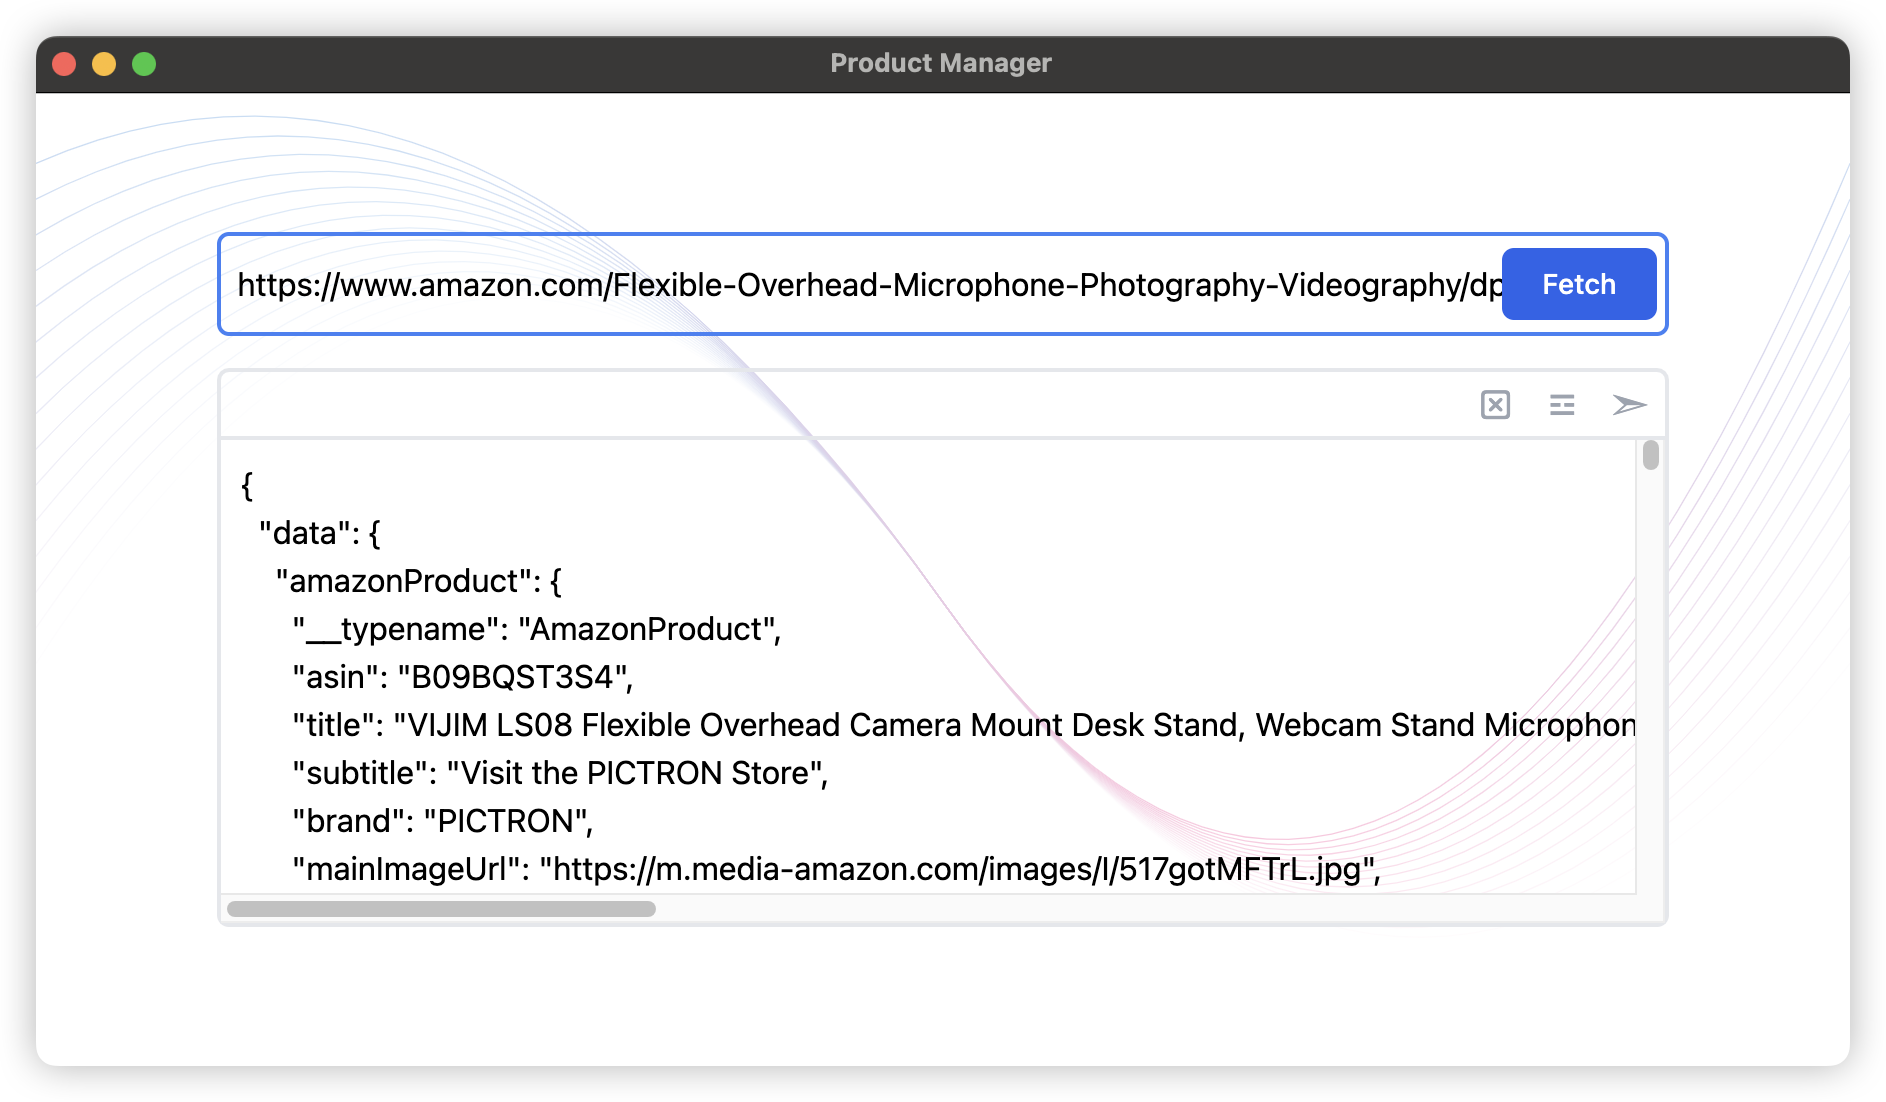 Product Manager
https://www.amazon.com/Flexible-Overhead-Microphone-Photography-Videography/dp
Fetch
{
"data": {
"amazonProduct": {
"__typename": "AmazonProduct",
"asin": "B09BQST3S4",
"title": "VIJIM LS08 Flexible Overhead Camera Mount Desk Stand, Webcam Stand Microphon
"subtitle": "Visit the PICTRON Store",
"brand": "PICTRON",
"mainImageUrl": "https://m.media-amazon.com/images/I/517gotMFTrL.jpg",